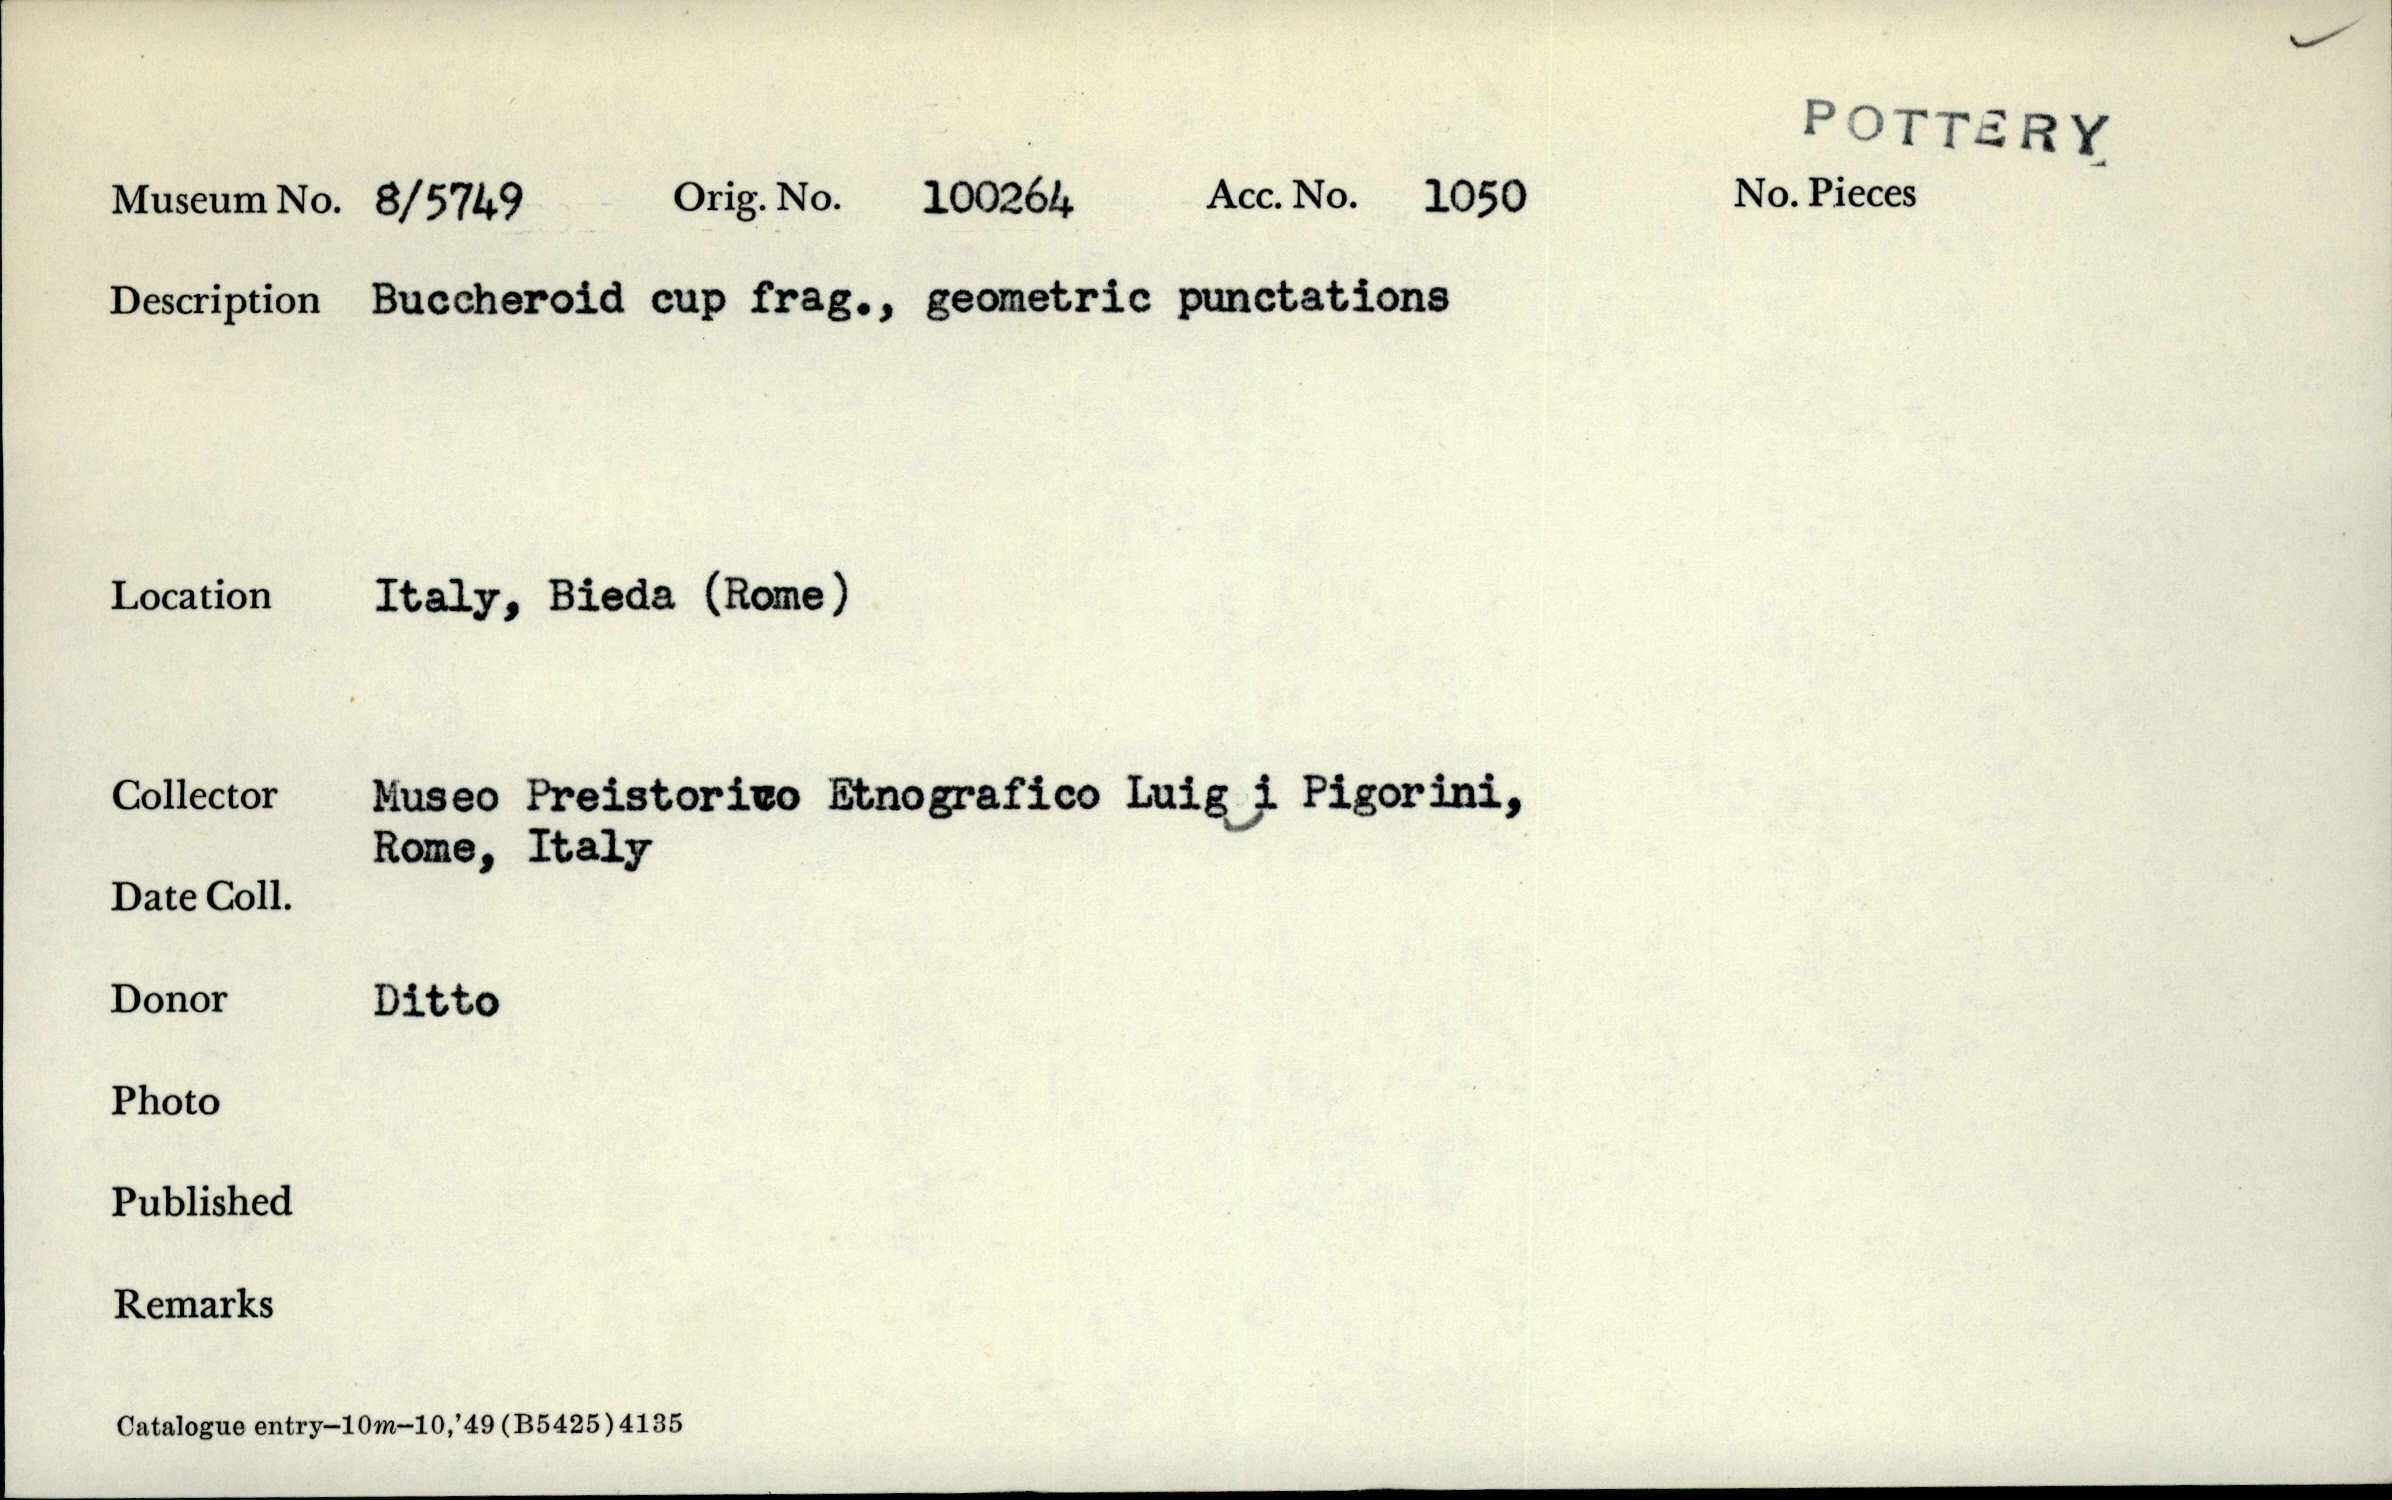 POTTERY
Museum No. 8/5749 Orig. No. 100264 Acc. No. 1050 No. Pieces
Description Buccheroid cup frag., geometric punctations
Location Italy, Bieda (Rome)
Collector Museo Preistorico Etnografico Luigi Pigorini,
Rome, Italy
Date Coll.
Donor Ditto
Photo
Published
Remarks
Catalogue entry–10m–10,'49 (B5425) 4135